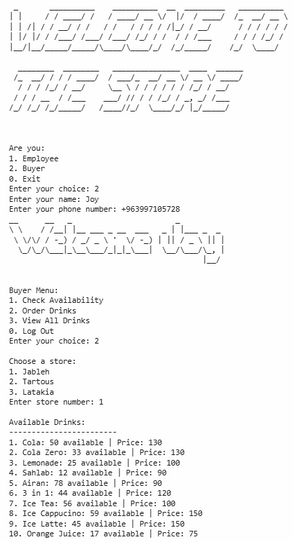 WELCOME TO
THE STORE
Are you:
1. Employee
2. Buyer
0. Exit
Enter your choice: 2
Enter your name: Joy
Enter your phone number: +963997105728
Welcome Joy
Buyer Menu:
1. Check Availability
2. Order Drinks
3. View All Drinks
0. Log Out
Enter your choice: 2
Choose a store:
1. Jableh
2. Tartous
3. Latakia
Enter store number: 1
Available Drinks:
------------------------
1. Cola: 50 available | Price: 130
2. Cola Zero: 33 available | Price: 130
3. Lemonade: 25 available | Price: 100
4. Sahlab: 12 available | Price: 90
5. Airan: 78 available | Price: 90
6. 3 in 1: 44 available | Price: 120
7. Ice Tea: 56 available | Price: 100
8. Ice Cappucino: 59 available | Price: 150
9. Ice Latte: 45 available | Price: 150
10. Orange Juice: 17 available | Price: 75